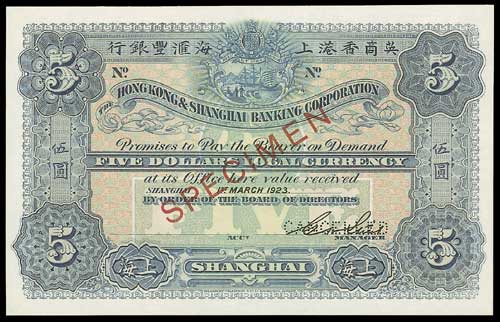 英商香港上海滙豐銀行
5 5
No. No.
THE HONGKONG & SHANGHAI BANKING CORPORATION
Promises to Pay the Bearer on Demand
伍圓 伍圓
FIVE DOLLARS LOCAL CURRENCY
at its Office here value received
SHANGHAI 1st MARCH 1923.
BY ORDER OF THE BOARD OF DIRECTORS
SPECIMEN
FIVE
CANCELLED
ACCT. MANAGER
5 5
上海 SHANGHAI 上海